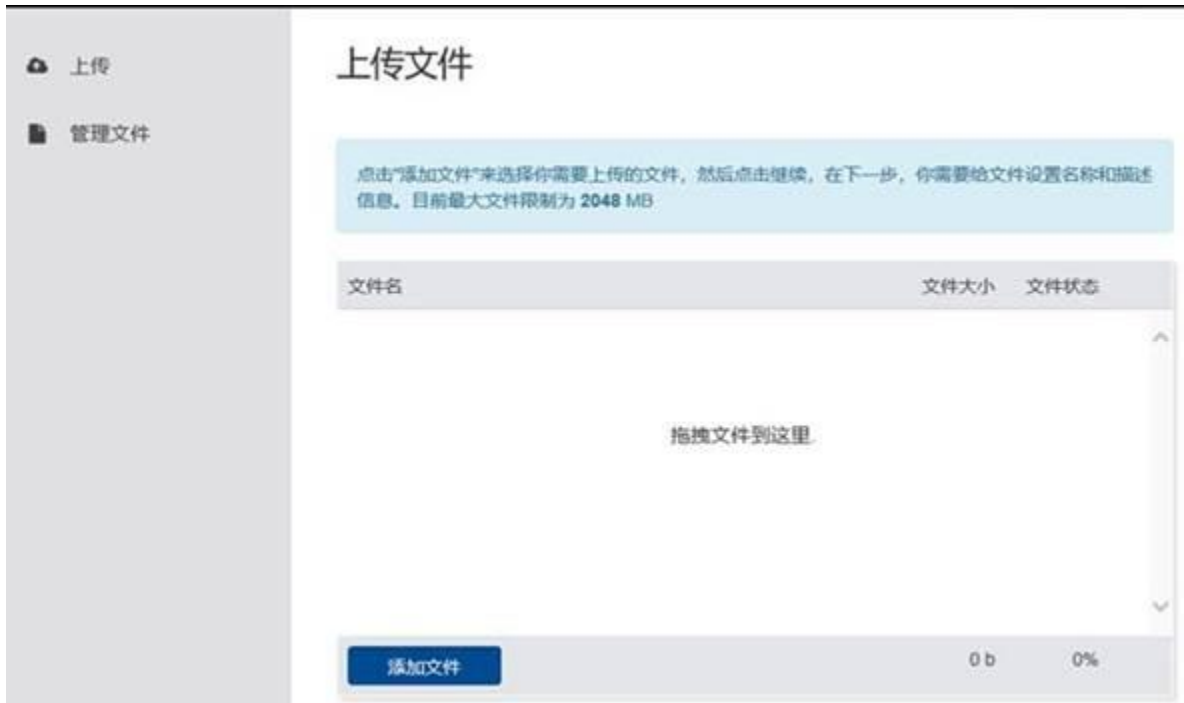 上传
管理文件
上传文件
点击"添加文件"来选择你需要上传的文件，然后点击继续，在下一步，你需要给文件设置名称和描述
信息。目前最大文件限制为 2048 MB
文件名 文件大小 文件状态
拖拽文件到这里.
添加文件 0 b 0%